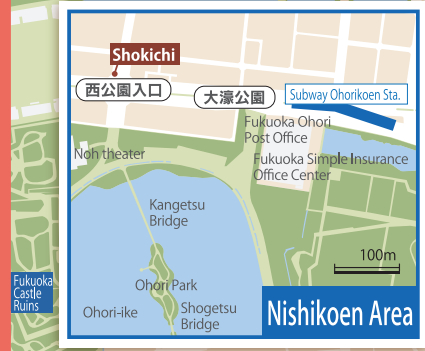 Shokichi
西公園入口
大濠公園
Subway Ohorikoen Sta.
Fukuoka Ohori
Post Office
Noh theater
Fukuoka Simple Insurance
Office Center
Kangetsu
Bridge
100m
Fukuoka
Castle
Ruins
Ohori Park
Ohori-ike
Shogetsu
Bridge
Nishikoen Area